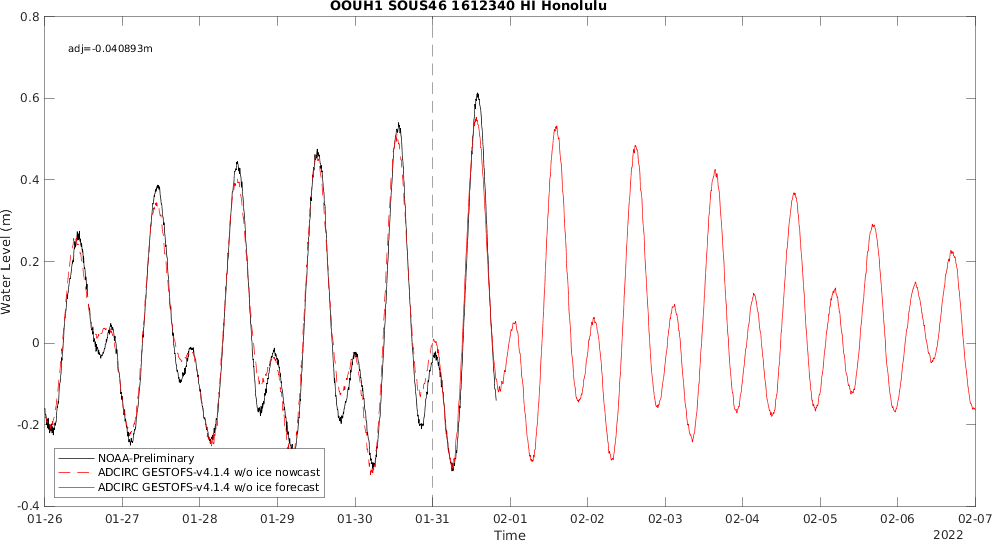 OOUH1 SOUS46 1612340 HI Honolulu
adj=-0.040893m
Water Level (m)
0.8
0.6
0.4
0.2
0
-0.2
-0.4
NOAA-Preliminary
ADCIRC GESTOFS-v4.1.4 w/o ice nowcast
ADCIRC GESTOFS-v4.1.4 w/o ice forecast
01-26 01-27 01-28 01-29 01-30 01-31 02-01 02-02 02-03 02-04 02-05 02-06 02-07
Time
2022